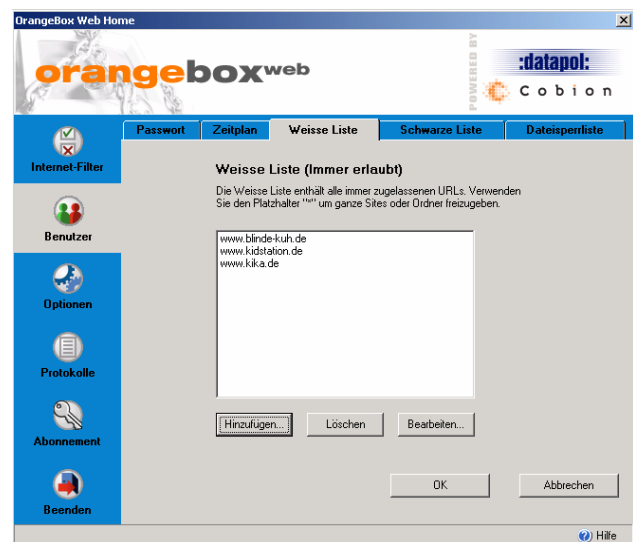 OrangeBox Web Home
orangeboxweb
POWERED BY
:datapol:
Cobion
Passwort
Zeitplan
Weisse Liste
Schwarze Liste
Dateisperrliste
Internet-Filter
Benutzer
Optionen
Protokolle
Abonnement
Beenden
Weisse Liste (Immer erlaubt)
Die Weisse Liste enthält alle immer zugelassenen URLs. Verwenden
Sie den Platzhalter "*" um ganze Sites oder Ordner freizugeben.
www.blinde-kuh.de
www.kidstation.de
www.kika.de
Hinzufügen...
Löschen
Bearbeiten...
OK
Abbrechen
Hilfe